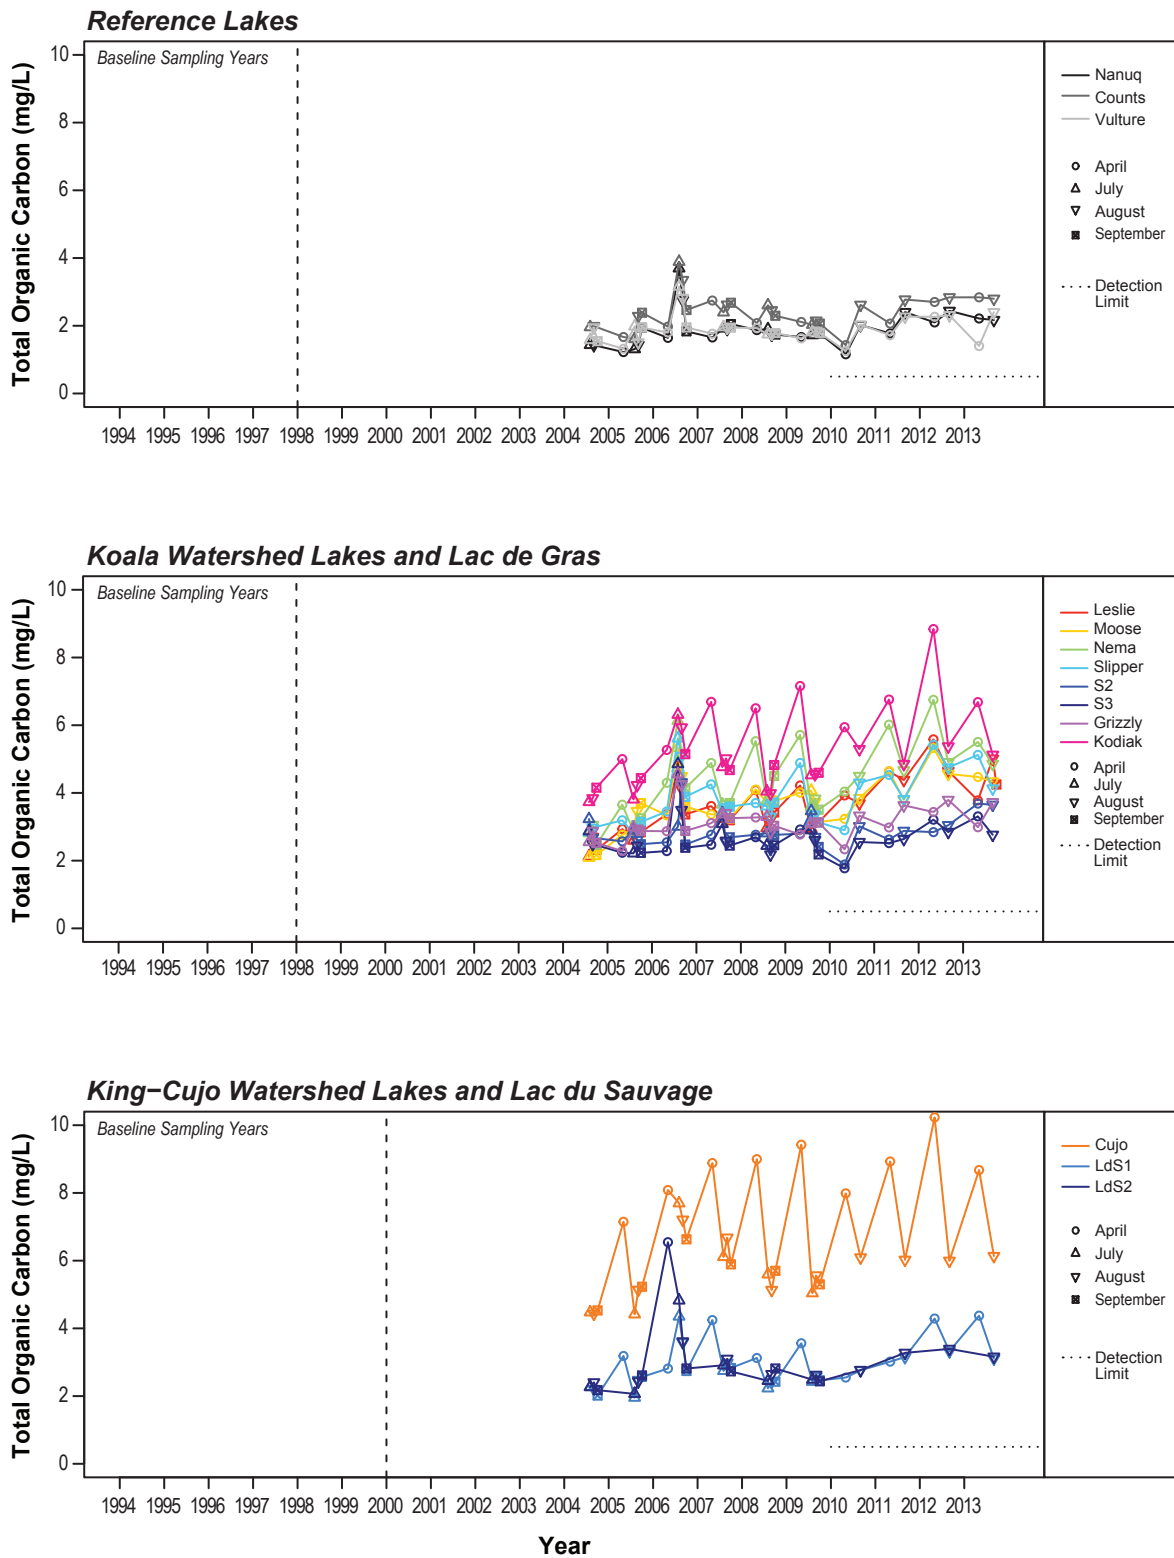 Reference Lakes
Total Organic Carbon (mg/L)
10
8
6
4
2
0
Baseline Sampling Years
1994 1995 1996 1997 1998 1999 2000 2001 2002 2003 2004 2005 2006 2007 2008 2009 2010 2011 2012 2013
Nanuq
Counts
Vulture
April
July
August
September
Detection
Limit
Koala Watershed Lakes and Lac de Gras
Total Organic Carbon (mg/L)
10
8
6
4
2
0
Baseline Sampling Years
1994 1995 1996 1997 1998 1999 2000 2001 2002 2003 2004 2005 2006 2007 2008 2009 2010 2011 2012 2013
Leslie
Moose
Nema
Slipper
S2
S3
Grizzly
Kodiak
April
July
August
September
Detection
Limit
King−Cujo Watershed Lakes and Lac du Sauvage
Total Organic Carbon (mg/L)
10
8
6
4
2
0
Baseline Sampling Years
1994 1995 1996 1997 1998 1999 2000 2001 2002 2003 2004 2005 2006 2007 2008 2009 2010 2011 2012 2013
Cujo
LdS1
LdS2
April
July
August
September
Detection
Limit
Year